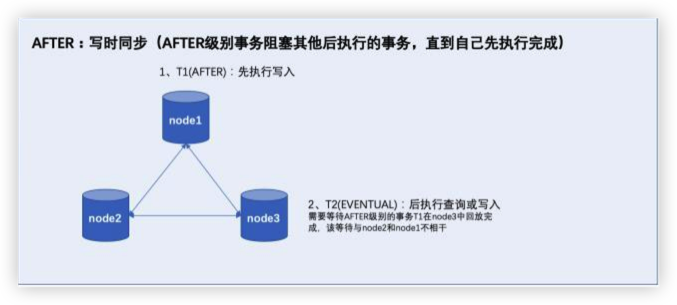 AFTER：写时同步（AFTER级别事务阻塞其他后执行的事务，直到自己先执行完成）
1、T1(AFTER)：先执行写入
node1
node2
node3
2、T2(EVENTUAL)：后执行查询或写入
需要等待AFTER级别的事务T1在node3中回放完
成，该等待与node2和node1不相干